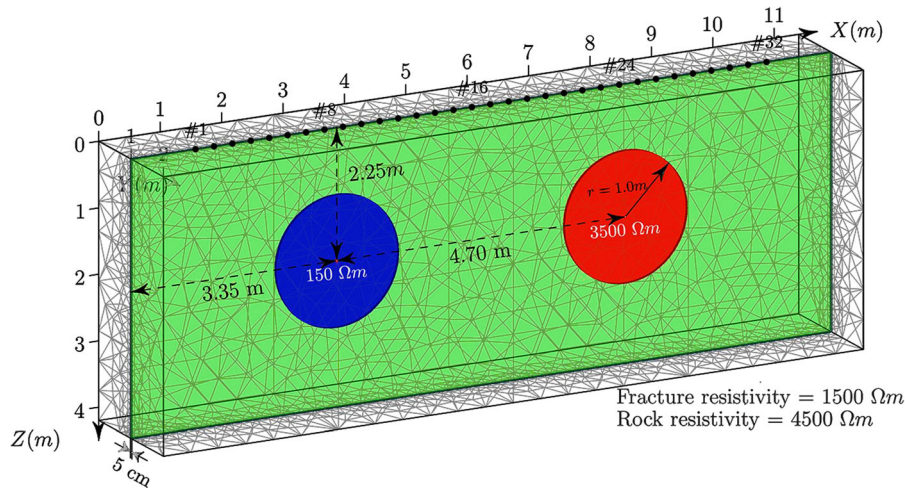 0
1
2
3
4
5
6
7
8
9
10
11
X(m)
#1
#8
#16
#24
#32
0
1
2
3
4
Z(m)
1
2
Y(m)
2.25m
r = 1.0m
3500 Ωm
4.70 m
150 Ωm
3.35 m
Fracture resistivity = 1500 Ωm
Rock resistivity = 4500 Ωm
5 cm